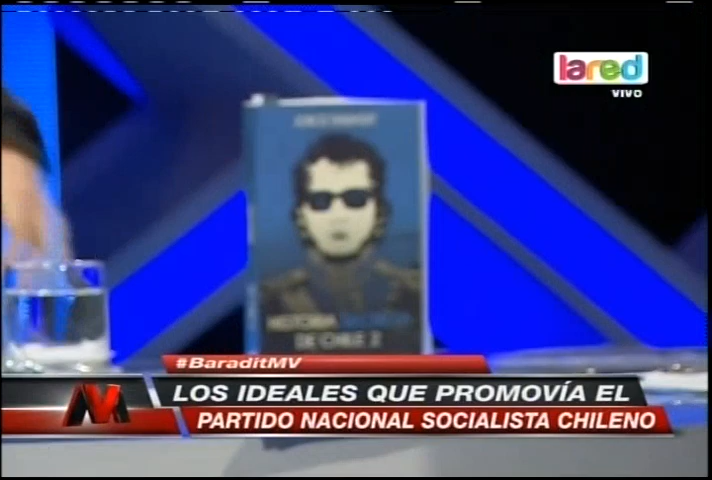 lared
VIVO
HISTORIA SECRETA
DE CHILE 2
#BaraditMV
LOS IDEALES QUE PROMOVÍA EL
PARTIDO NACIONAL SOCIALISTA CHILENO